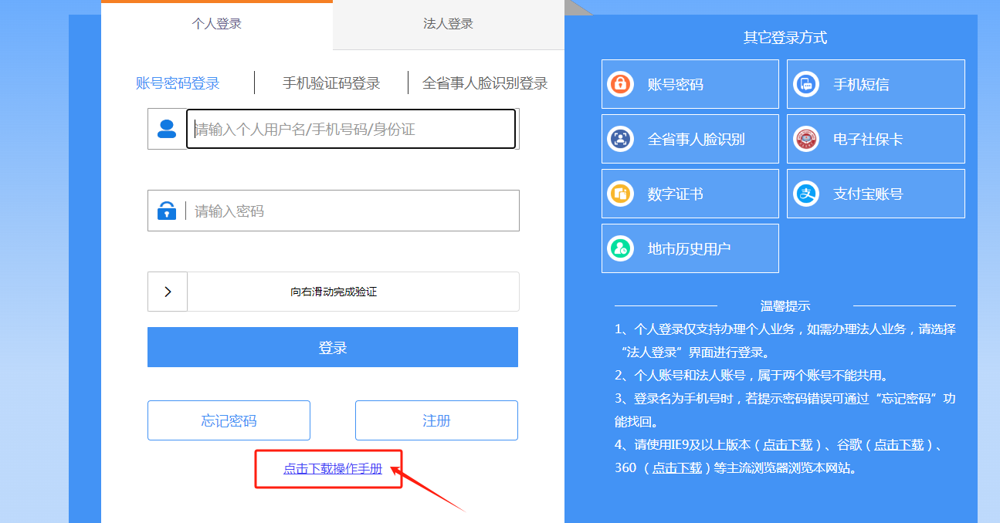 个人登录
法人登录
账号密码登录
手机验证码登录
全省事人脸识别登录
请输入个人用户名/手机号码/身份证
请输入密码
向右滑动完成验证
登录
忘记密码
注册
点击下载操作手册
其它登录方式
账号密码
手机短信
全省事人脸识别
电子社保卡
数字证书
支付宝账号
地市历史用户
温馨提示
1、个人登录仅支持办理个人业务，如需办理法人业务，请选择
“法人登录”界面进行登录。
2、个人账号和法人账号，属于两个账号不能共用。
3、登录名为手机号时，若提示密码错误可通过“忘记密码”功
能找回。
4、请使用IE9及以上版本（点击下载）、谷歌（点击下载）、
360 （点击下载）等主流浏览器浏览本网站。